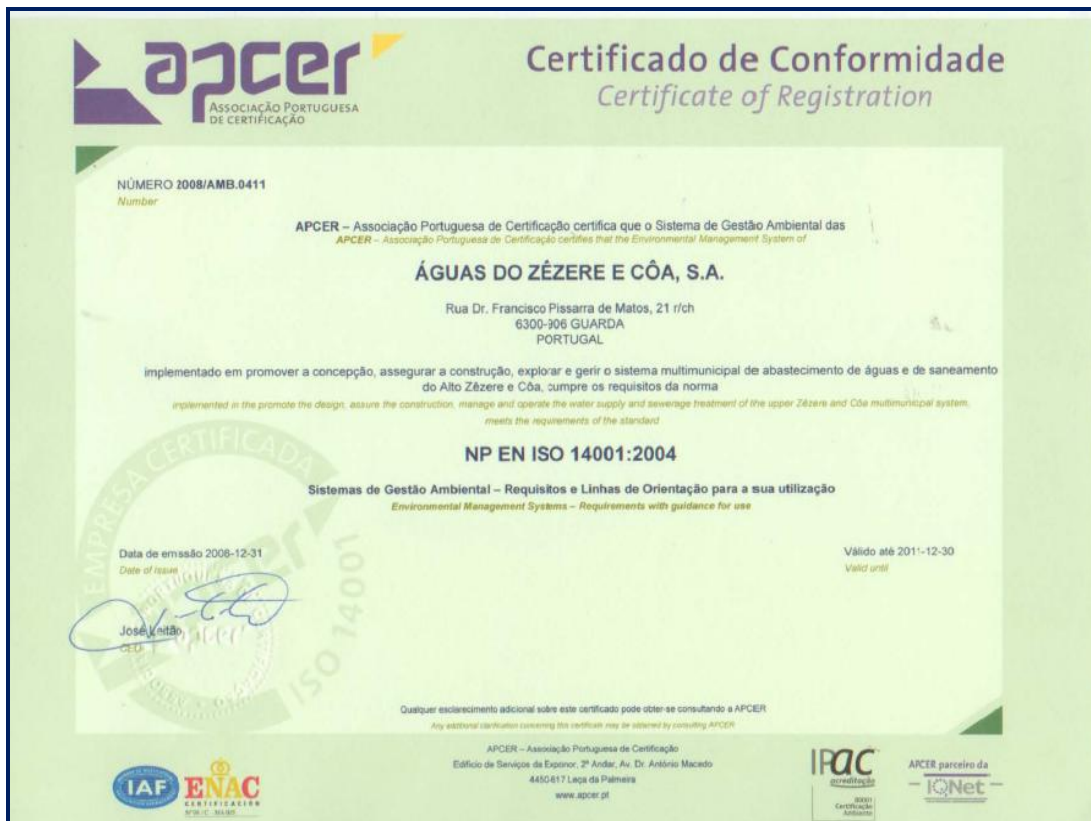 apcer
ASSOCIAÇÃO PORTUGUESA
DE CERTIFICAÇÃO
Certificado de Conformidade
Certificate of Registration
NÚMERO 2008/AMB.0411
Number
APCER – Associação Portuguesa de Certificação certifica que o Sistema de Gestão Ambiental das
APCER – Associação Portuguesa de Certificação certifies that the Environmental Management System of
ÁGUAS DO ZÊZERE E CÔA, S.A.
Rua Dr. Francisco Pissarra de Matos, 21 r/ch
6300-906 GUARDA
PORTUGAL
implementado em promover a concepção, assegurar a construção, explorar e gerir o sistema multimunicipal de abastecimento de águas e de saneamento
do Alto Zêzere e Côa, cumpre os requisitos da norma
implemented in the promote the design, assure the construction, manage and operate the water supply and sewerage treatment of the upper Zêzere and Côa multimunicipal system,
meets the requirements of the standard
NP EN ISO 14001:2004
Sistemas de Gestão Ambiental – Requisitos e Linhas de Orientação para a sua utilização
Environmental Management Systems – Requirements with guidance for use
EMPRESA CERTIFICADA
ISO 14001
Data de emissão 2008-12-31
Date of issue
Válido até 2011-12-30
Valid until
José Leitão
CEO
Qualquer esclarecimento adicional sobre este certificado pode obter-se consultando a APCER
Any additional clarification concerning this certificate may be obtained by consulting APCER
APCER – Associação Portuguesa de Certificação
Edifício de Serviços da Exponor, 2º Andar, Av. Dr. António Macedo
4450-617 Leça da Palmeira
www.apcer.pt
IAF
ENAC
CERTIFICACIÓN
IPAC
acreditação
Certificação
Ambiente
APCER parceiro da
IQNet